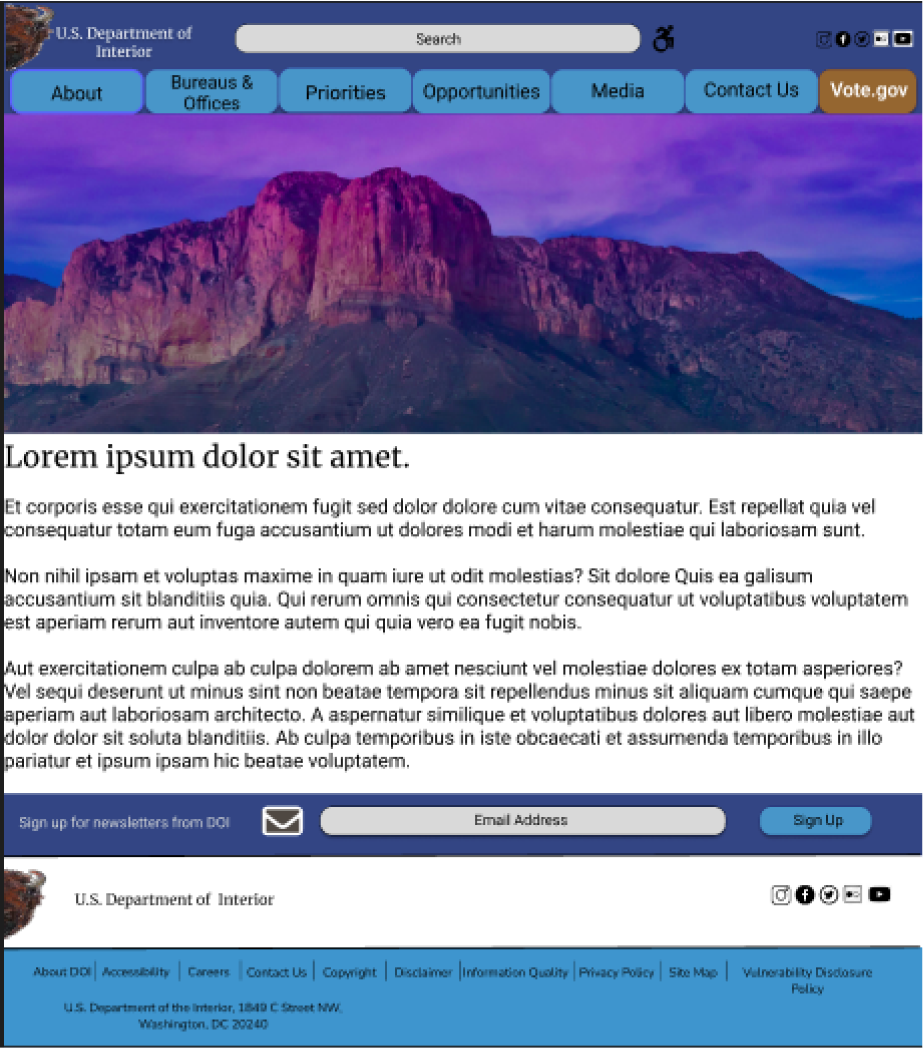 U.S. Department of
Interior
Search
About
Bureaus &
Offices
Priorities
Opportunities
Media
Contact Us
Vote.gov
Lorem ipsum dolor sit amet.
Et corporis esse qui exercitationem fugit sed dolor dolore cum vitae consequatur. Est repellat quia vel
consequatur totam eum fuga accusantium ut dolores modi et harum molestiae qui laboriosam sunt.
Non nihil ipsam et voluptas maxime in quam iure ut odit molestias? Sit dolore Quis ea galisum
accusantium sit blanditiis quia. Qui rerum omnis qui consectetur consequatur ut voluptatibus voluptatem
est aperiam rerum aut inventore autem qui quia vero ea fugit nobis.
Aut exercitationem culpa ab culpa dolorem ab amet nesciunt vel molestiae dolores ex totam asperiores?
Vel sequi deserunt ut minus sint non beatae tempora sit repellendus minus sit aliquam cumque qui saepe
aperiam aut laboriosam architecto. A aspernatur similique et voluptatibus dolores aut libero molestiae aut
dolor dolor sit soluta blanditiis. Ab culpa temporibus in iste obcaecati et assumenda temporibus in illo
pariatur et ipsum ipsam hic beatae voluptatem.
Sign up for newsletters from DOI
Email Address
Sign Up
U.S. Department of Interior
About DOI
Accessibility
Careers
Contact Us
Copyright
Disclaimer
Information Quality
Privacy Policy
Site Map
Vulnerability Disclosure
Policy
U.S. Department of the Interior, 1849 C Street NW.
Washington, DC 20240